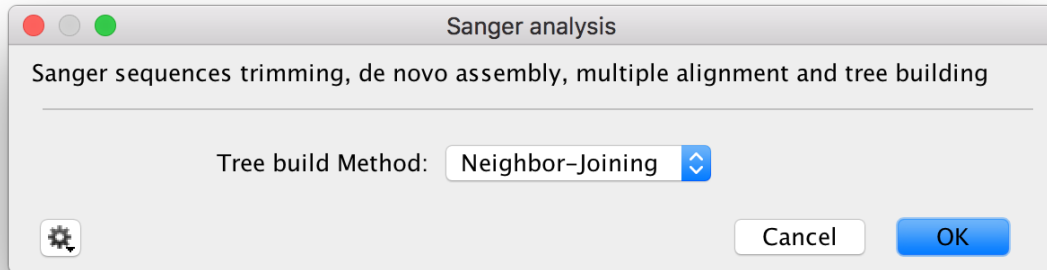 Sanger analysis
Sanger sequences trimming, de novo assembly, multiple alignment and tree building
Tree build Method: Neighbor-Joining
Cancel OK